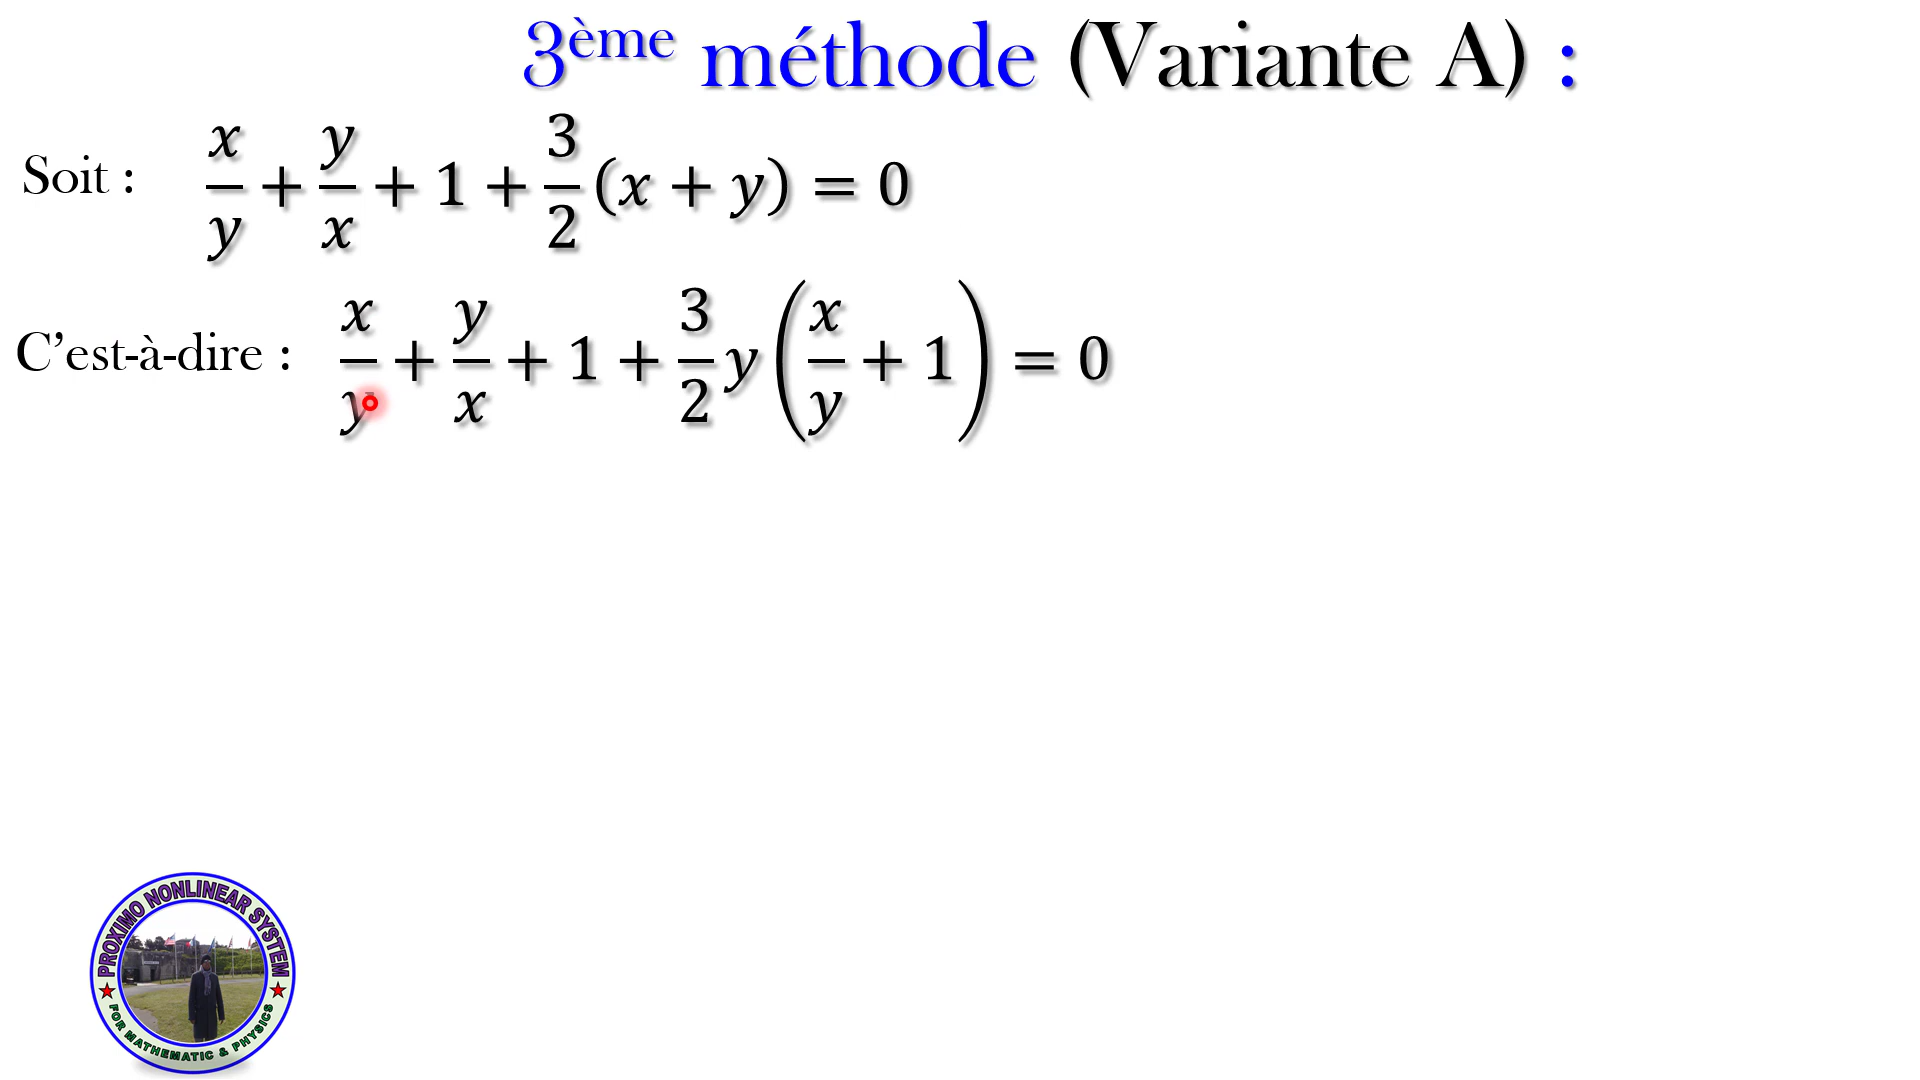 3ème méthode (Variante A) :
Soit : x/y + y/x + 1 + 3/2 (x + y) = 0
C’est-à-dire : x/y + y/x + 1 + 3/2 y (x/y + 1) = 0
PROXIMO NONLINEAR SYSTEM
FOR MATHEMATIC & PHYSICS